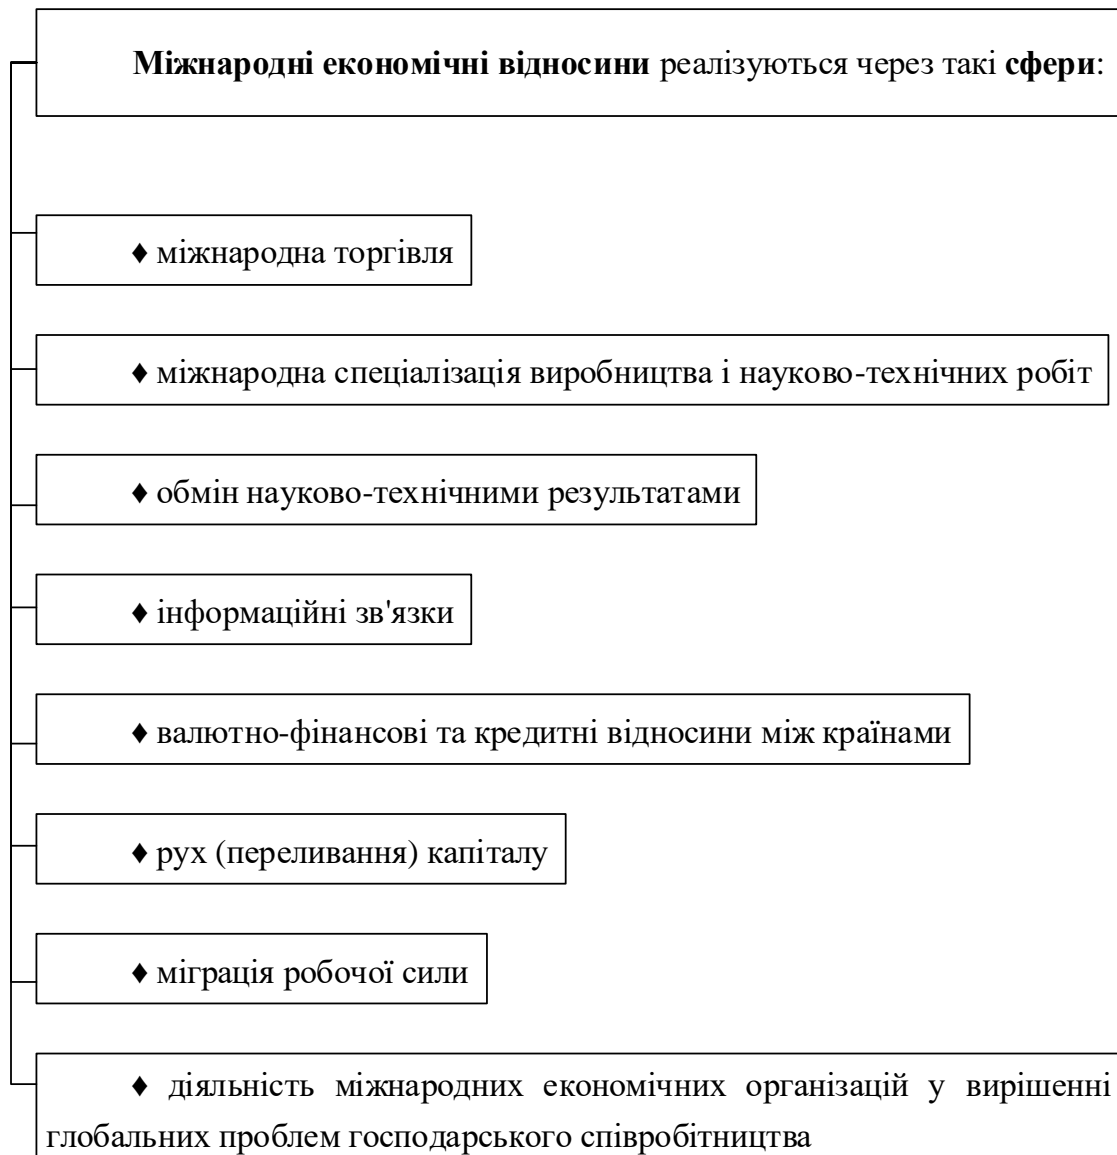 Міжнародні економічні відносини реалізуються через такі сфери:
♦ міжнародна торгівля
♦ міжнародна спеціалізація виробництва і науково-технічних робіт
♦ обмін науково-технічними результатами
♦ інформаційні зв'язки
♦ валютно-фінансові та кредитні відносини між країнами
♦ рух (переливання) капіталу
♦ міграція робочої сили
♦ діяльність міжнародних економічних організацій у вирішенні
глобальних проблем господарського співробітництва